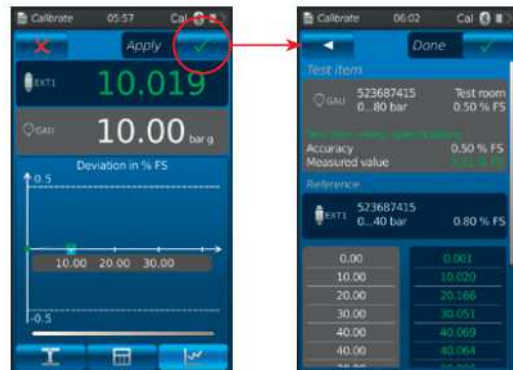 Calibrate 05:57 Cal
Apply
EXT1 10.019
GAU 10.00 bar g
Deviation in % FS
0.5
10.00 20.00 30.00
-0.5
Calibrate 06:02 Cal
Done
Test item
GAU 523687415 Test room
0...80 bar 0.50 % FS
Accuracy 0.50 % FS
Measured value
Reference
EXT1 523687415
0...40 bar 0.80 % FS
0.00 0.001
10.00 10.020
20.00 20.166
30.00 30.051
40.00 40.069
40.00 40.064